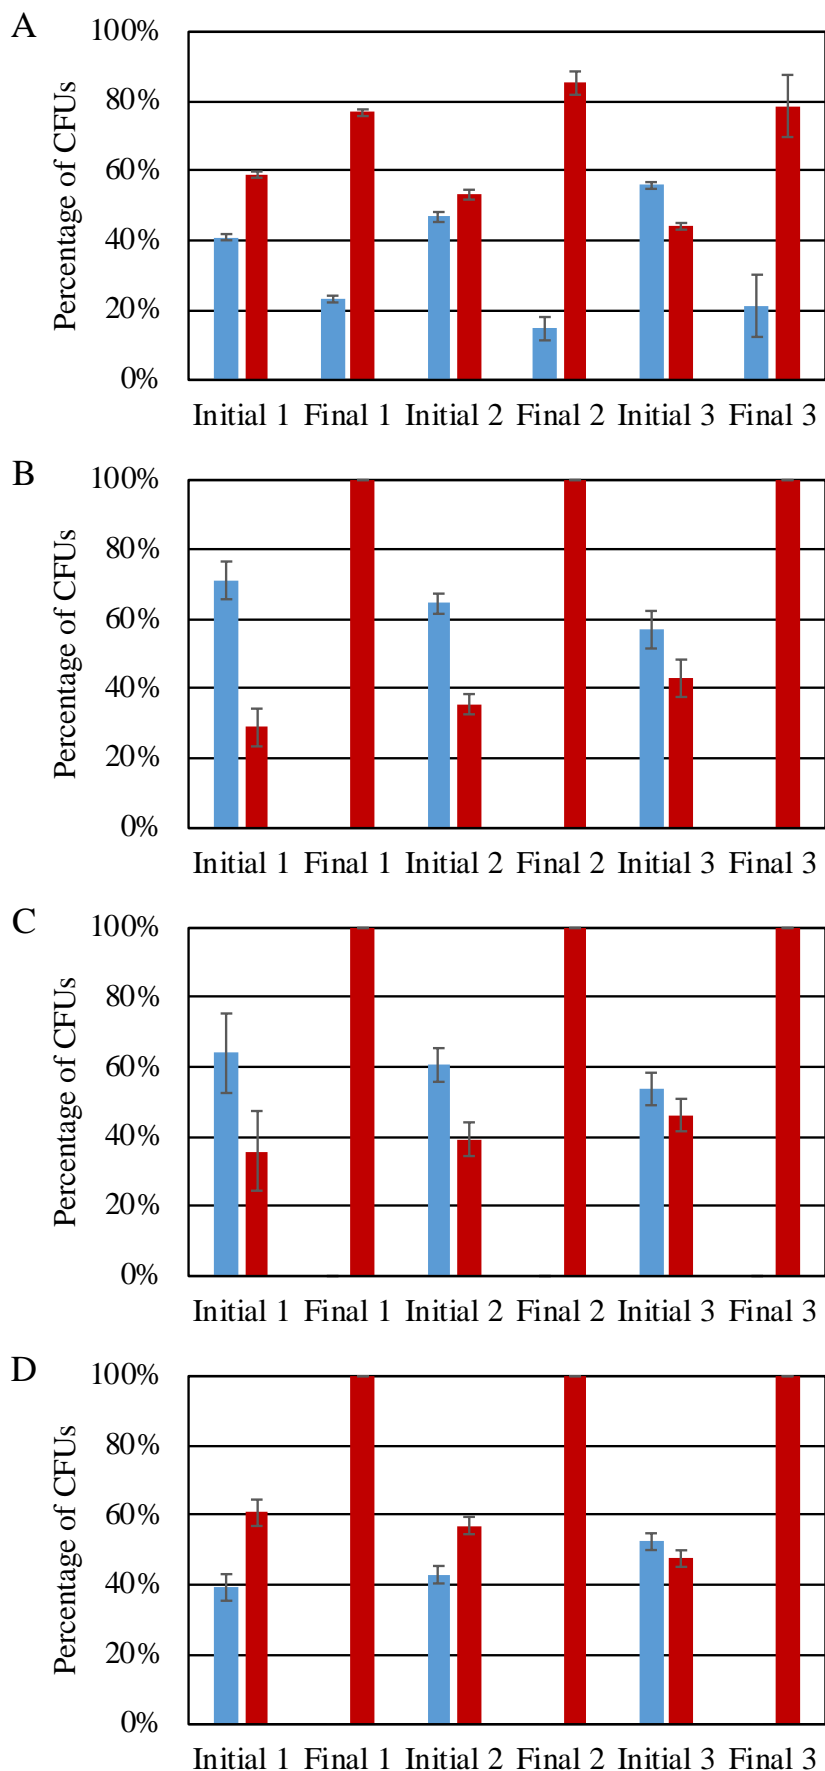 A
Percentage of CFUs
100%
80%
60%
40%
20%
0%
Initial 1 Final 1 Initial 2 Final 2 Initial 3 Final 3
B
Percentage of CFUs
100%
80%
60%
40%
20%
0%
Initial 1 Final 1 Initial 2 Final 2 Initial 3 Final 3
C
Percentage of CFUs
100%
80%
60%
40%
20%
0%
Initial 1 Final 1 Initial 2 Final 2 Initial 3 Final 3
D
Percentage of CFUs
100%
80%
60%
40%
20%
0%
Initial 1 Final 1 Initial 2 Final 2 Initial 3 Final 3